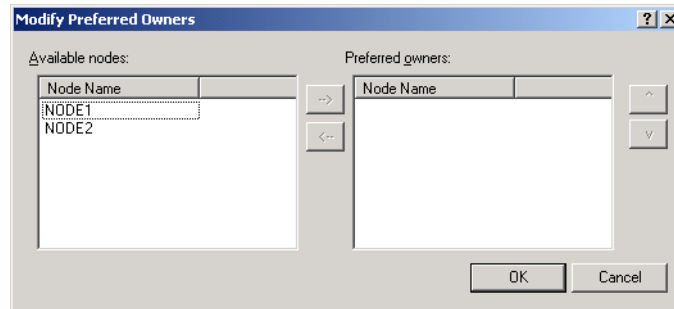 Modify Preferred Owners
Available nodes:
Preferred owners:
Node Name
Node Name
NODE1
NODE2
-->
<--
^
v
OK
Cancel